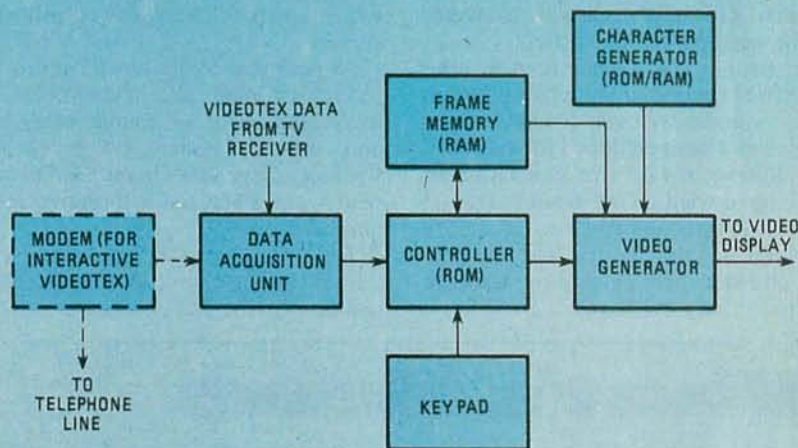 CHARACTER
GENERATOR
(ROM/RAM)
VIDEOTEX DATA
FROM TV
RECEIVER
FRAME
MEMORY
(RAM)
MODEM (FOR
INTERACTIVE
VIDEOTEX)
DATA
ACQUISITION
UNIT
CONTROLLER
(ROM)
VIDEO
GENERATOR
TO VIDEO
DISPLAY
TO
TELEPHONE
LINE
KEY PAD